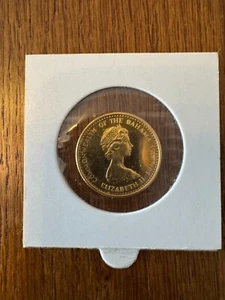 COMMONWEALTH OF THE BAHAMAS
ELIZABETH II